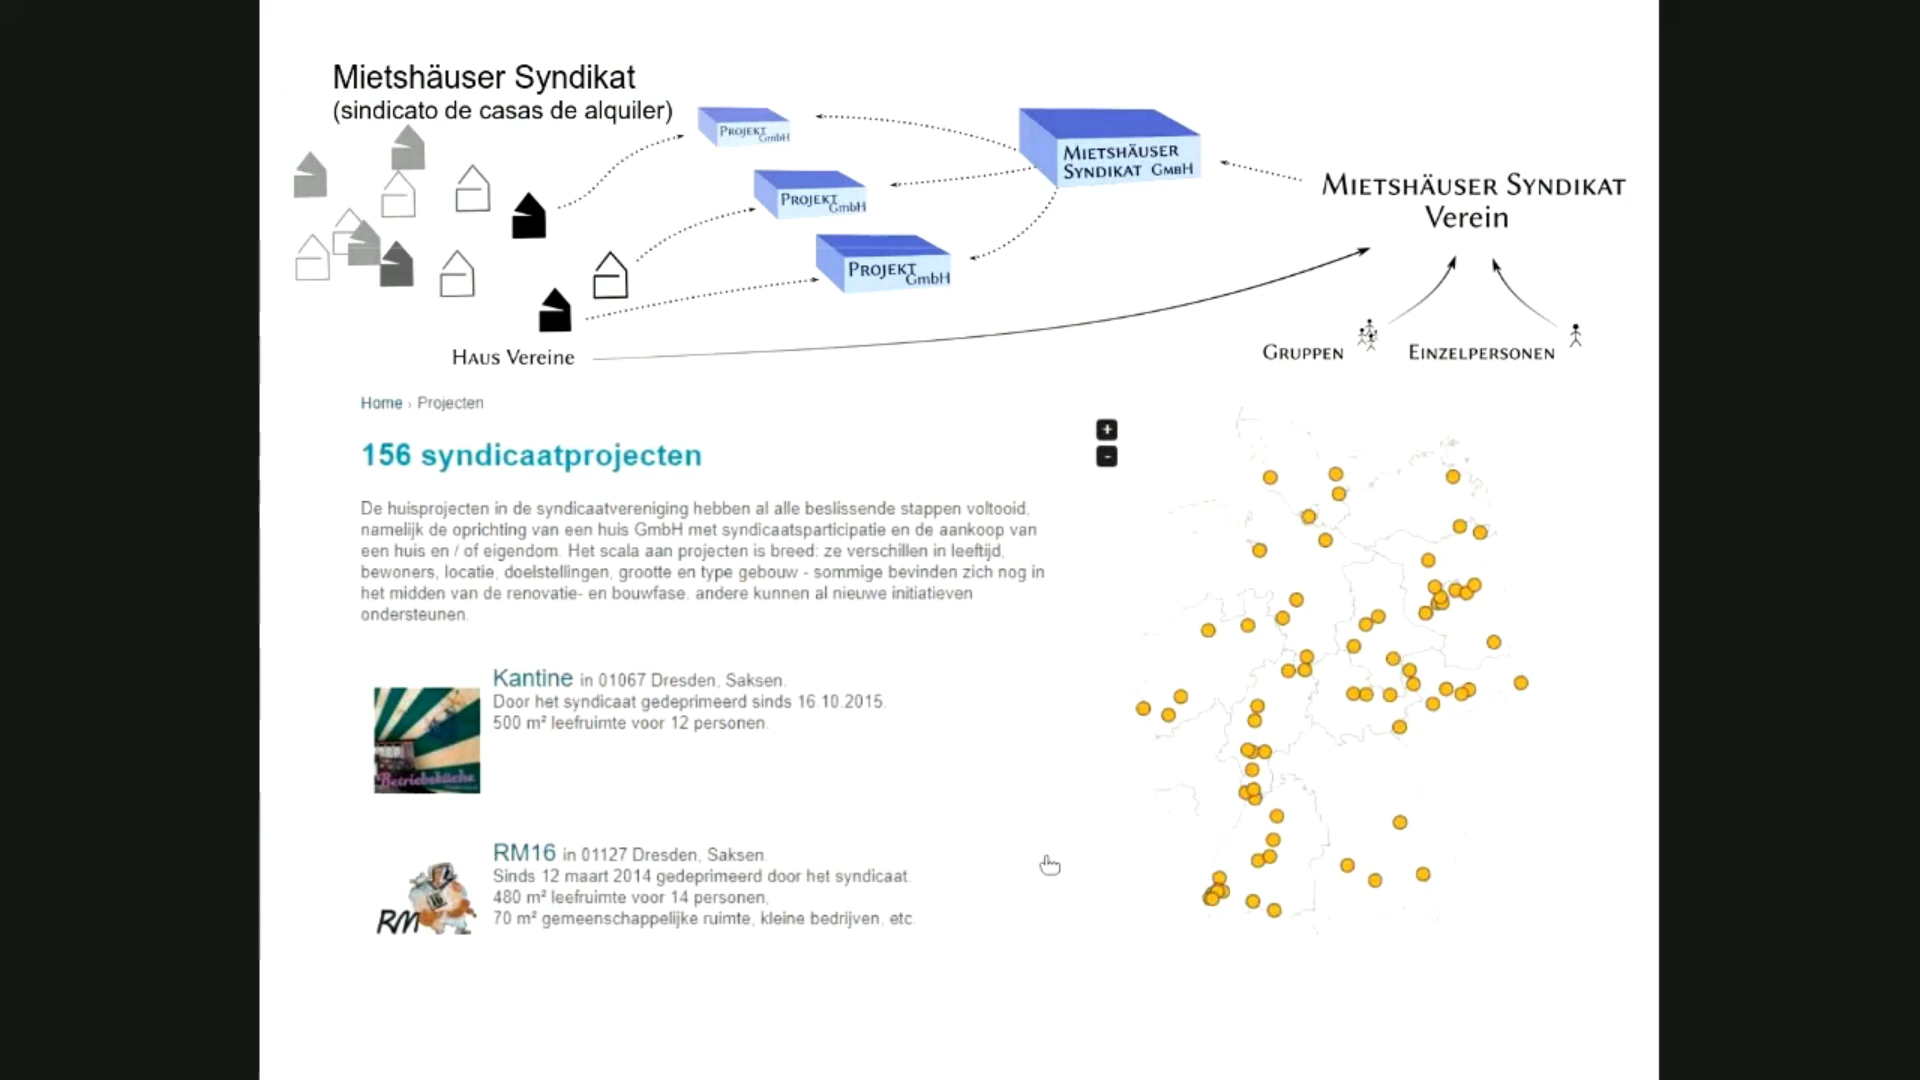 Mietshäuser Syndikat
(sindicato de casas de alquiler)
PROJEKT GmbH
PROJEKT GmbH
PROJEKT GmbH
MIETSHÄUSER
SYNDIKAT GmbH
MIETSHÄUSER SYNDIKAT
Verein
HAUS Vereine
GRUPPEN
EINZELPERSONEN
Home › Projecten
156 syndicaatprojecten
De huisprojecten in de syndicaatvereniging hebben al alle beslissende stappen voltooid,
namelijk de oprichting van een huis GmbH met syndicaatsparticipatie en de aankoop van
een huis en / of eigendom. Het scala aan projecten is breed: ze verschillen in leeftijd,
bewoners, locatie, doelstellingen, grootte en type gebouw - sommige bevinden zich nog in
het midden van de renovatie- en bouwfase, andere kunnen al nieuwe initiatieven
ondersteunen.
Kantine in 01067 Dresden, Saksen.
Door het syndicaat gedeprimeerd sinds 16.10.2015.
500 m² leefruimte voor 12 personen.
Betriebsküche
RM16 in 01127 Dresden, Saksen.
Sinds 12 maart 2014 gedeprimeerd door het syndicaat.
480 m² leefruimte voor 14 personen,
70 m² gemeenschappelijke ruimte, kleine bedrijven, etc.
RM
+
-